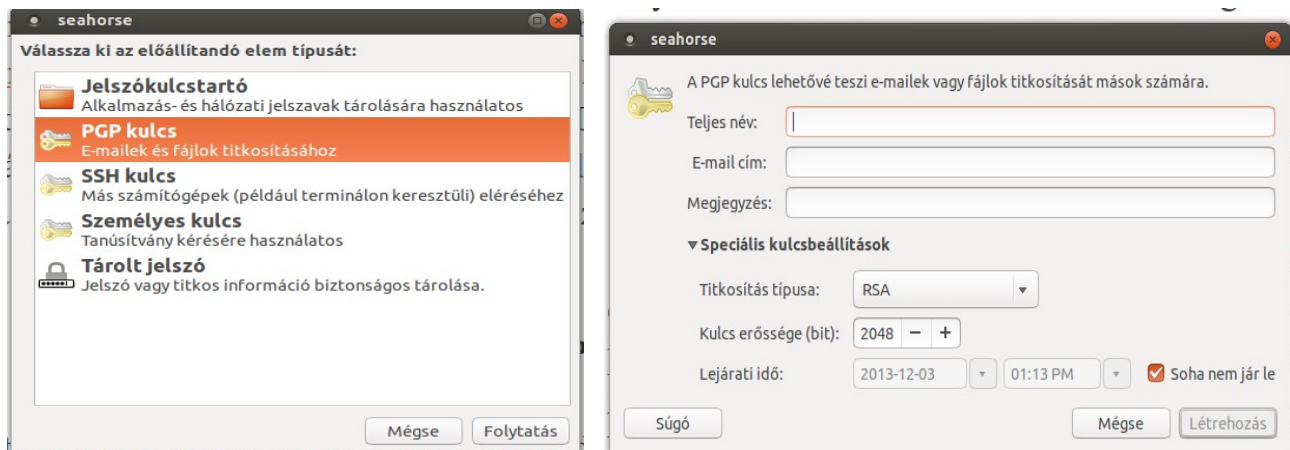 seahorse
Válassza ki az előállítandó elem típusát:
Jelszókulcstartó
Alkalmazás- és hálózati jelszavak tárolására használatos
PGP kulcs
E-mailek és fájlok titkosításához
SSH kulcs
Más számítógépek (például terminálon keresztüli) eléréséhez
Személyes kulcs
Tanúsítvány kérésére használatos
Tárolt jelszó
Jelszó vagy titkos információ biztonságos tárolása.
Mégse Folytatás
seahorse
A PGP kulcs lehetővé teszi e-mailek vagy fájlok titkosítását mások számára.
Teljes név:
E-mail cím:
Megjegyzés:
Speciális kulcsbeállítások
Titkosítás típusa: RSA
Kulcs erőssége (bit): 2048 − +
Lejárati idő: 2013-12-03 01:13 PM Soha nem jár le
Súgó Mégse Létrehozás